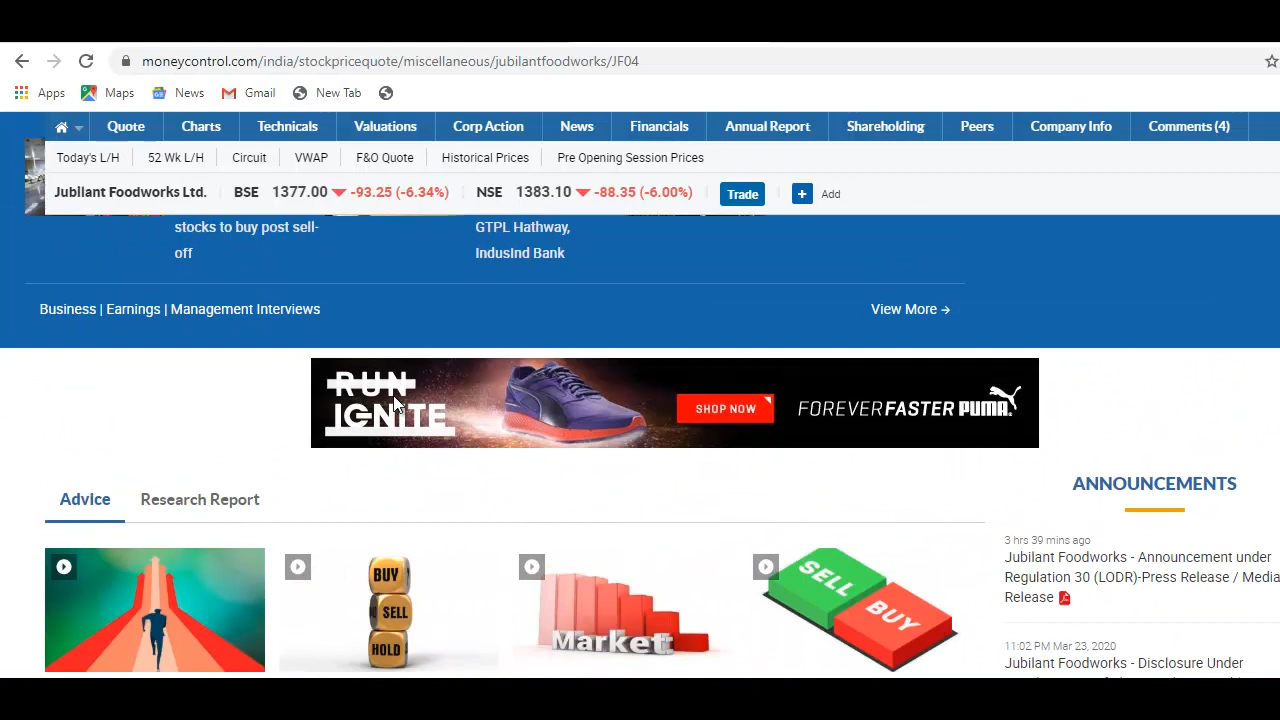 moneycontrol.com/india/stockpricequote/miscellaneous/jubilantfoodworks/JF04
Apps Maps News Gmail New Tab
Quote Charts Technicals Valuations Corp Action News Financials Annual Report Shareholding Peers Company Info Comments (4)
Today's L/H 52 Wk L/H Circuit VWAP F&O Quote Historical Prices Pre Opening Session Prices
Jubilant Foodworks Ltd. BSE 1377.00 -93.25 (-6.34%) NSE 1383.10 -88.35 (-6.00%) Trade + Add
stocks to buy post sell-
off
GTPL Hathway,
IndusInd Bank
Business | Earnings | Management Interviews
View More →
RUN
IGNITE
SHOP NOW
FOREVER FASTER PUMA
Advice Research Report
BUY
SELL
HOLD
Market
SELL
BUY
ANNOUNCEMENTS
3 hrs 39 mins ago
Jubilant Foodworks - Announcement under
Regulation 30 (LODR)-Press Release / Media
Release
11:02 PM Mar 23, 2020
Jubilant Foodworks - Disclosure Under